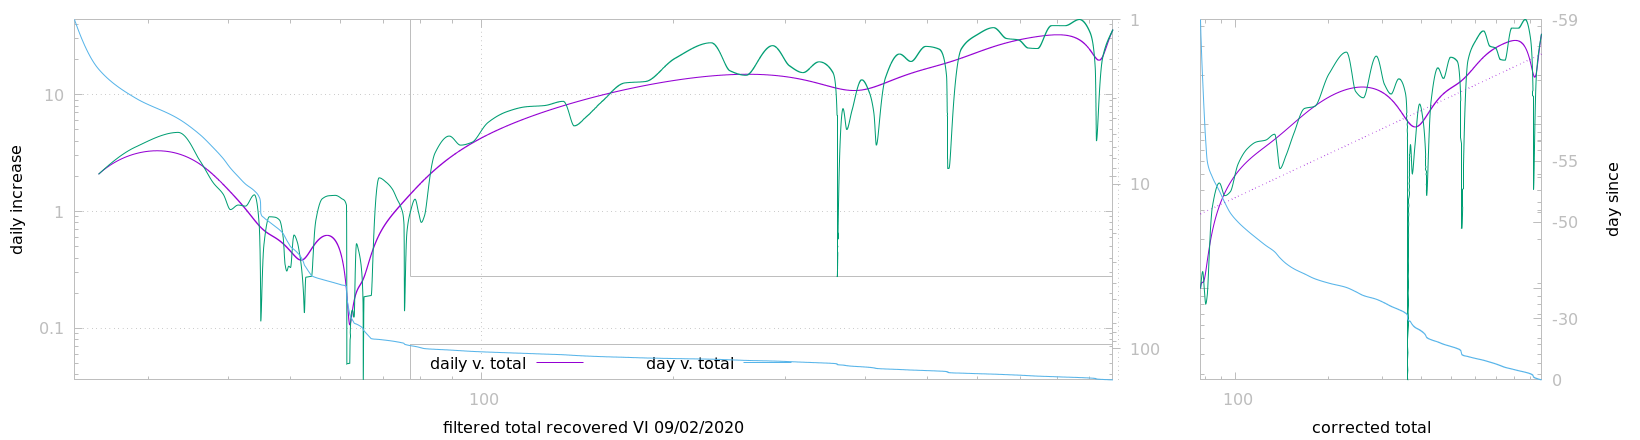 daily increase
10
1
0.1
100
daily v. total
day v. total
1
10
100
filtered total recovered VI 09/02/2020
-59
-55
-50
-30
0
day since
100
corrected total